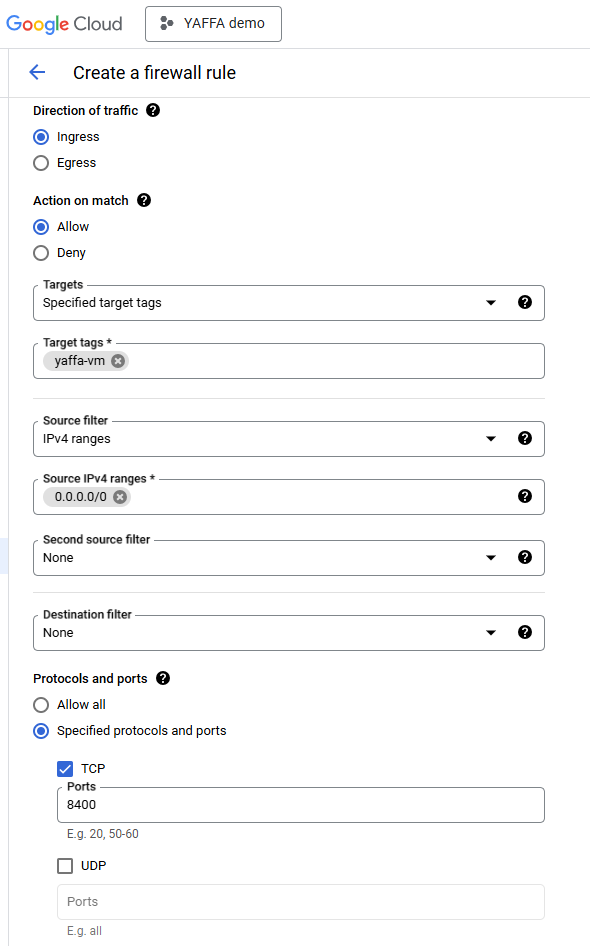 Google Cloud YAFFA demo
Create a firewall rule
Direction of traffic ?
Ingress
Egress
Action on match ?
Allow
Deny
Targets
Specified target tags ?
Target tags *
yaffa-vm
Source filter
IPv4 ranges ?
Source IPv4 ranges *
0.0.0.0/0 ?
Second source filter
None ?
Destination filter
None ?
Protocols and ports ?
Allow all
Specified protocols and ports
TCP
Ports
8400
E.g. 20, 50-60
UDP
Ports
E.g. all